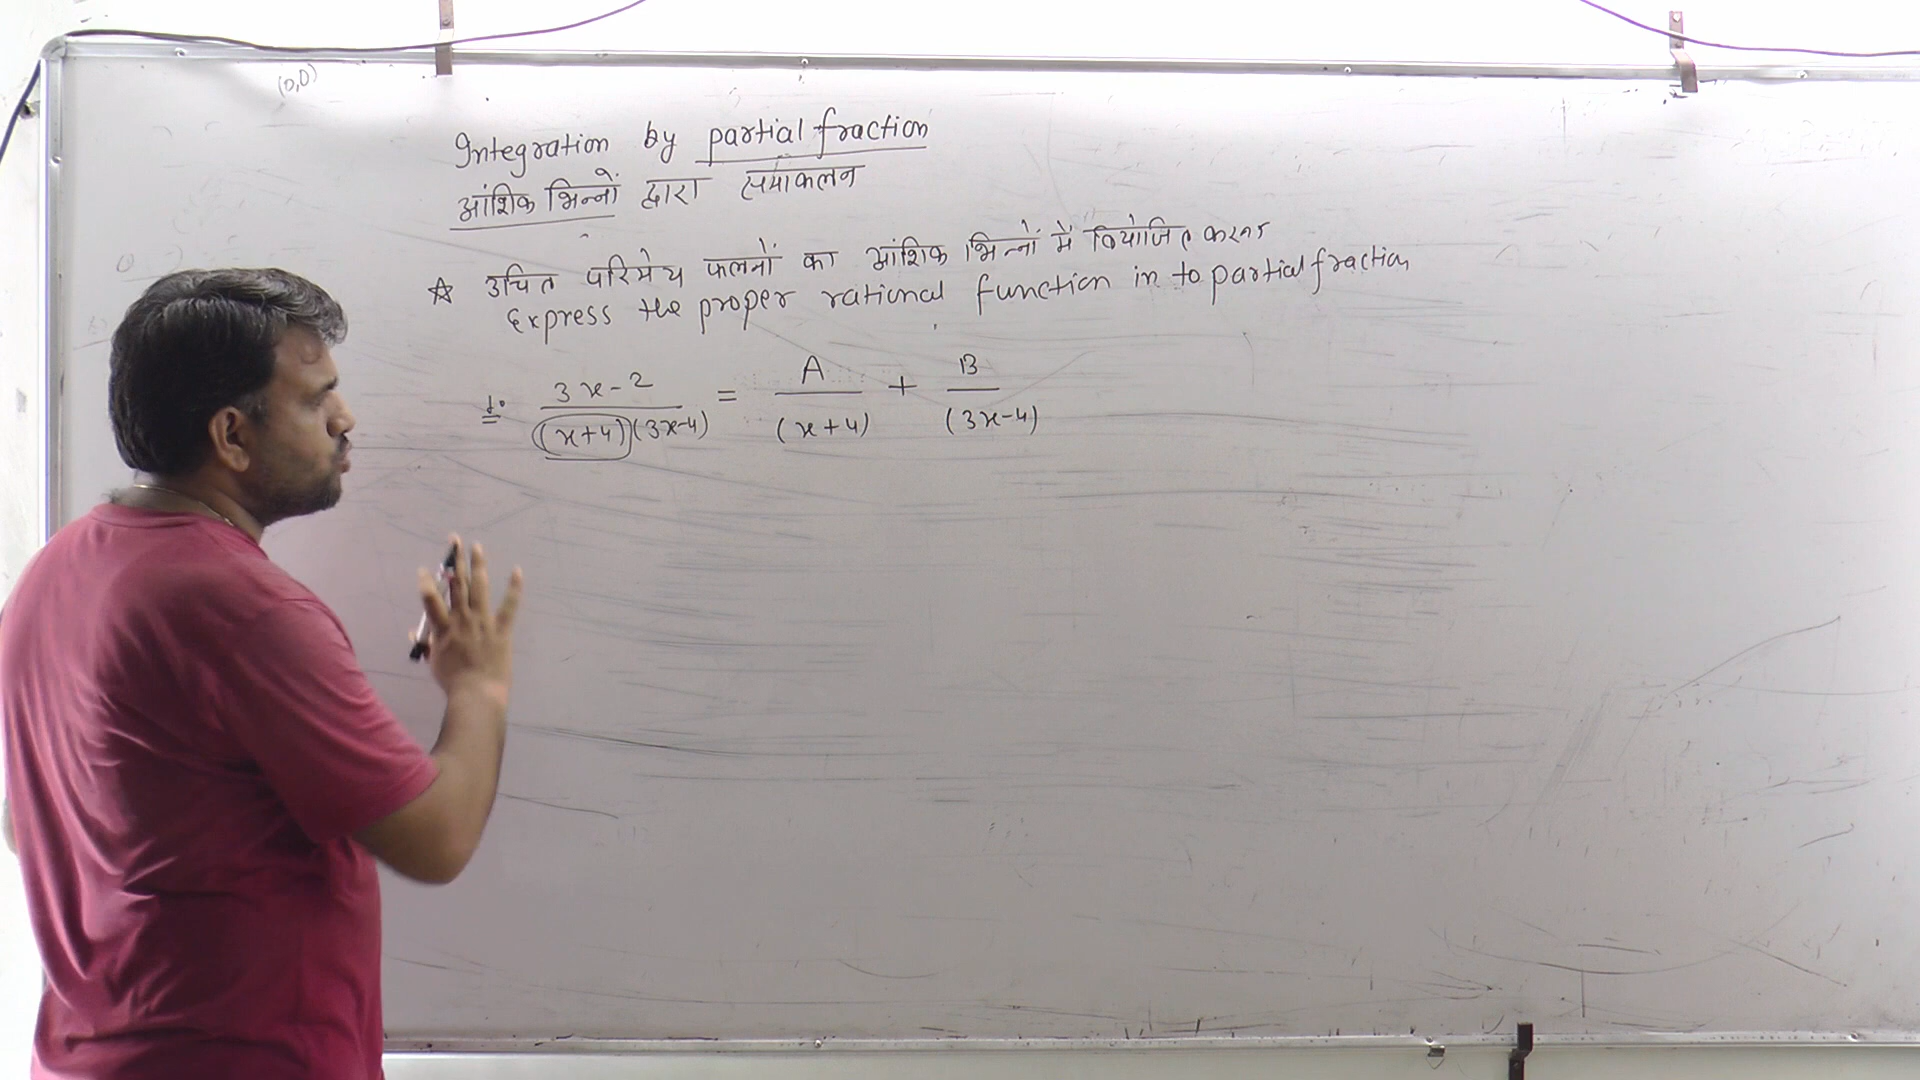 (0,0)
Integration by partial fraction
आंशिक भिन्नों द्वारा समाकलन
☆ उचित परिमेय फलनों का आंशिक भिन्नों में वियोजित करना
Express the proper rational function in to partial fraction
1. 3x-2 / (x+4)(3x-4) = A / (x+4) + B / (3x-4)